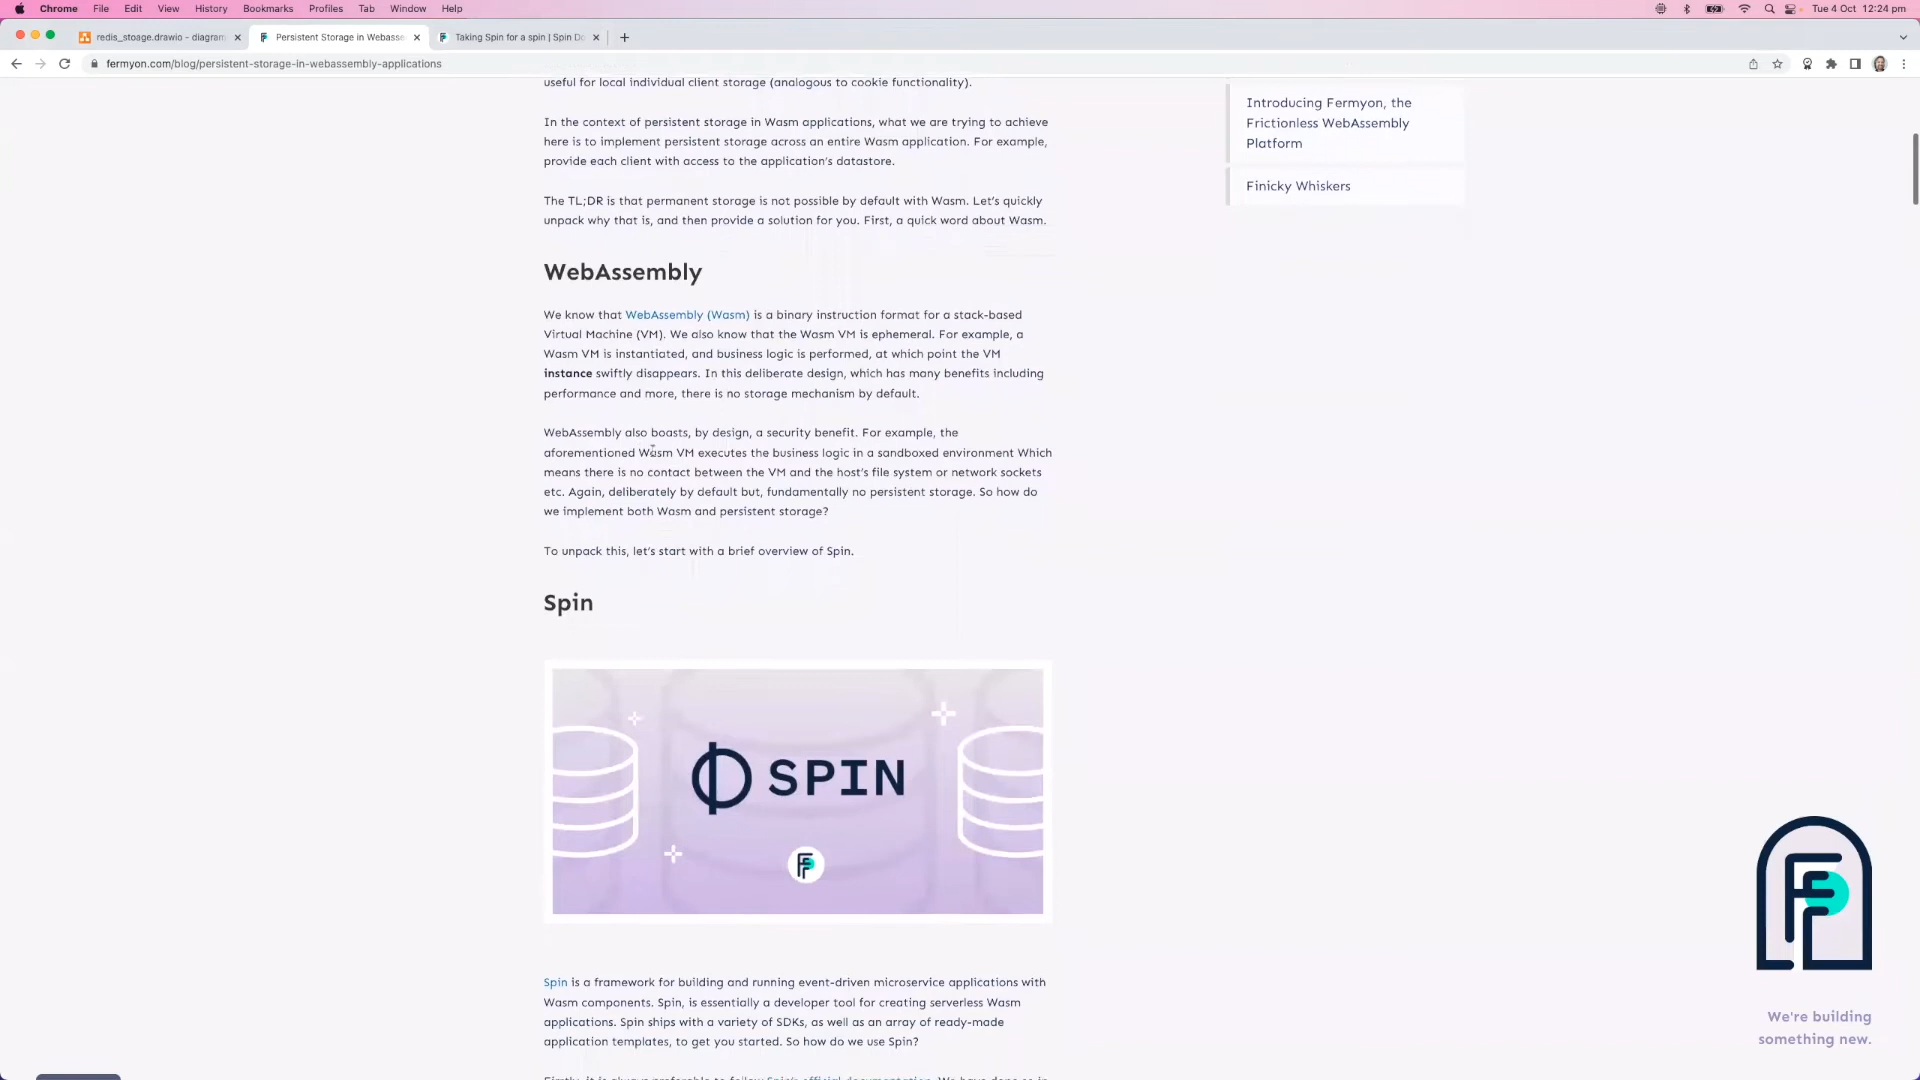 Chrome File Edit View History Bookmarks Profiles Tab Window Help Tue 4 Oct 12:24 pm
redis_stoage.drawio - diagram Persistent Storage in Webasse Taking Spin for a spin | Spin Do
fermyon.com/blog/persistent-storage-in-webassembly-applications
useful for local individual client storage (analogous to cookie functionality).
In the context of persistent storage in Wasm applications, what we are trying to achieve
here is to implement persistent storage across an entire Wasm application. For example,
provide each client with access to the application's datastore.
The TL;DR is that permanent storage is not possible by default with Wasm. Let's quickly
unpack why that is, and then provide a solution for you. First, a quick word about Wasm.
WebAssembly
We know that WebAssembly (Wasm) is a binary instruction format for a stack-based
Virtual Machine (VM). We also know that the Wasm VM is ephemeral. For example, a
Wasm VM is instantiated, and business logic is performed, at which point the VM
instance swiftly disappears. In this deliberate design, which has many benefits including
performance and more, there is no storage mechanism by default.
WebAssembly also boasts, by design, a security benefit. For example, the
aforementioned Wasm VM executes the business logic in a sandboxed environment Which
means there is no contact between the VM and the host's file system or network sockets
etc. Again, deliberately by default but, fundamentally no persistent storage. So how do
we implement both Wasm and persistent storage?
To unpack this, let's start with a brief overview of Spin.
Spin
SPIN
Spin is a framework for building and running event-driven microservice applications with
Wasm components. Spin, is essentially a developer tool for creating serverless Wasm
applications. Spin ships with a variety of SDKs, as well as an array of ready-made
application templates, to get you started. So how do we use Spin?
Introducing Fermyon, the
Frictionless WebAssembly
Platform
Finicky Whiskers
We're building
something new.